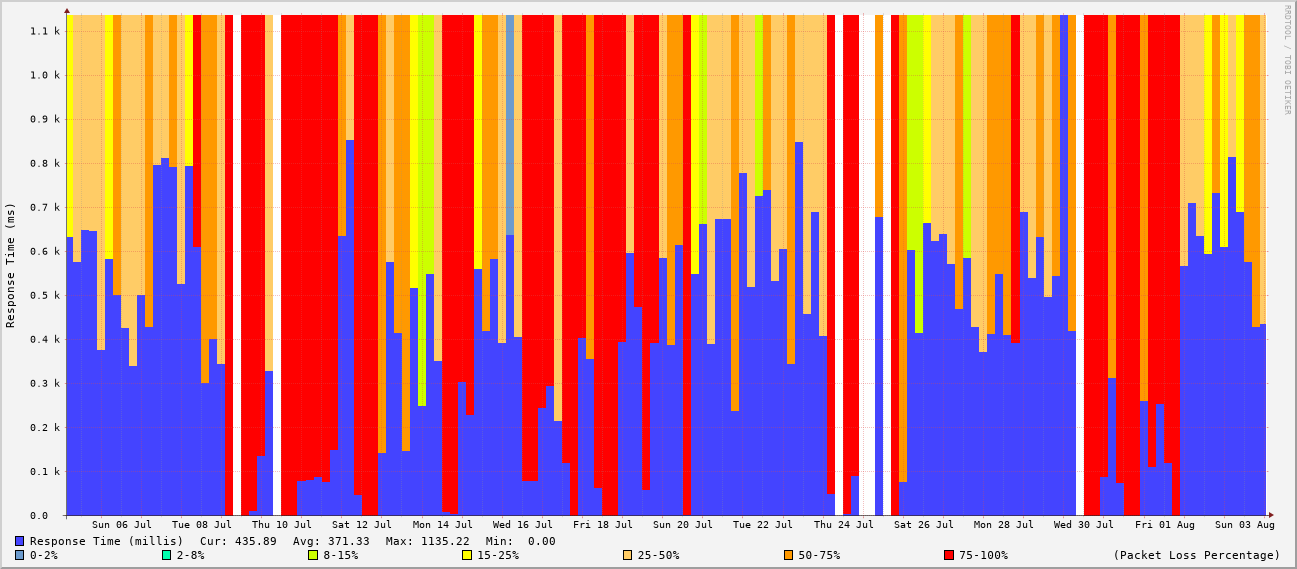 RRDTOOL / TOBI OETIKER
Response Time (ms)
1.1 k
1.0 k
0.9 k
0.8 k
0.7 k
0.6 k
0.5 k
0.4 k
0.3 k
0.2 k
0.1 k
0.0
Sun 06 Jul Tue 08 Jul Thu 10 Jul Sat 12 Jul Mon 14 Jul Wed 16 Jul Fri 18 Jul Sun 20 Jul Tue 22 Jul Thu 24 Jul Sat 26 Jul Mon 28 Jul Wed 30 Jul Fri 01 Aug Sun 03 Aug
Response Time (millis) Cur: 435.89 Avg: 371.33 Max: 1135.22 Min: 0.00
0-2% 2-8% 8-15% 15-25% 25-50% 50-75% 75-100% (Packet Loss Percentage)